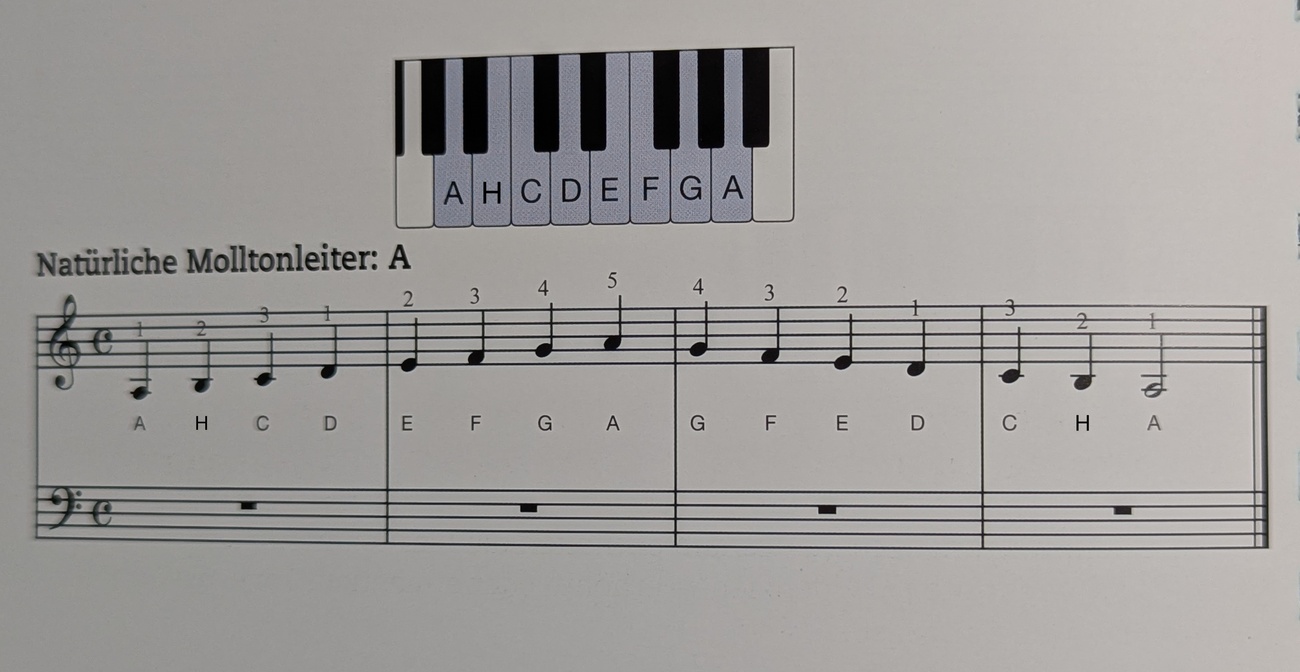 A H C D E F G A
Natürliche Molltonleiter: A
1 2 3 1 2 3 4 5 4 3 2 1 3 2 1
A H C D E F G A G F E D C H A